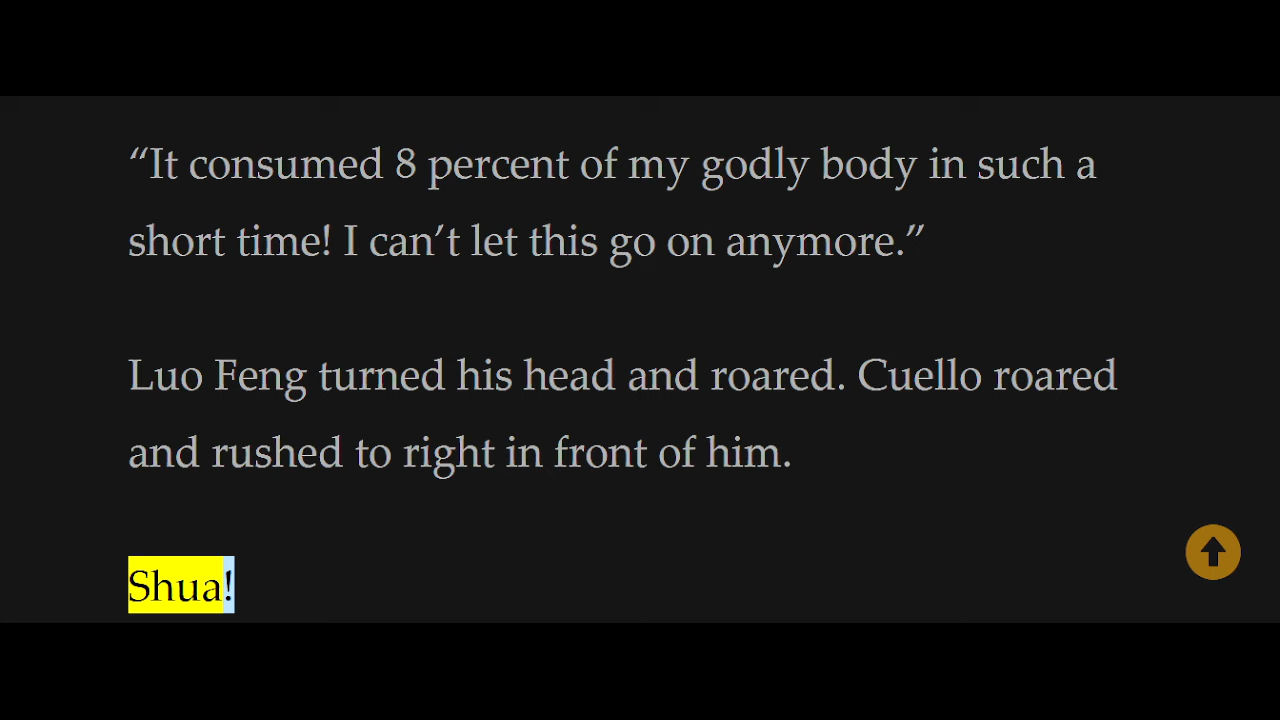 “It consumed 8 percent of my godly body in such a
short time! I can’t let this go on anymore.”
Luo Feng turned his head and roared. Cuello roared
and rushed to right in front of him.
Shua!